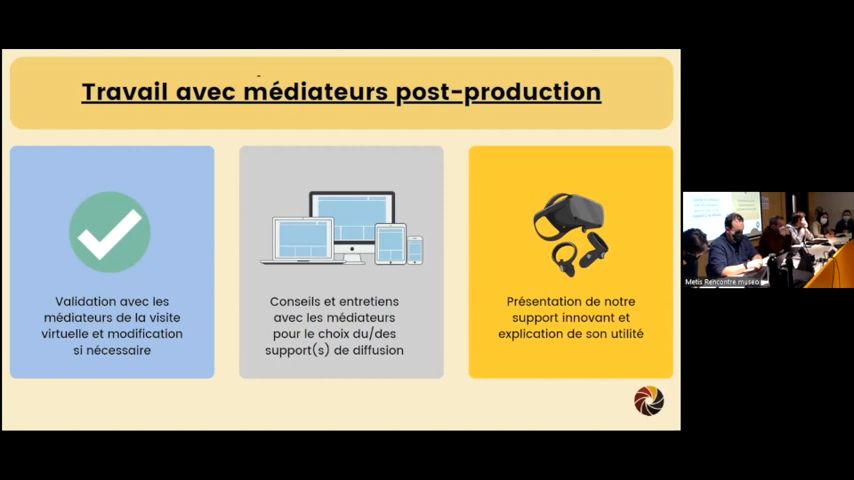 Travail avec médiateurs post-production
Validation avec les
médiateurs de la visite
virtuelle et modification
si nécessaire
Conseils et entretiens
avec les médiateurs
pour le choix du/des
support(s) de diffusion
Présentation de notre
support innovant et
explication de son utilité
Metis Rencontre museo